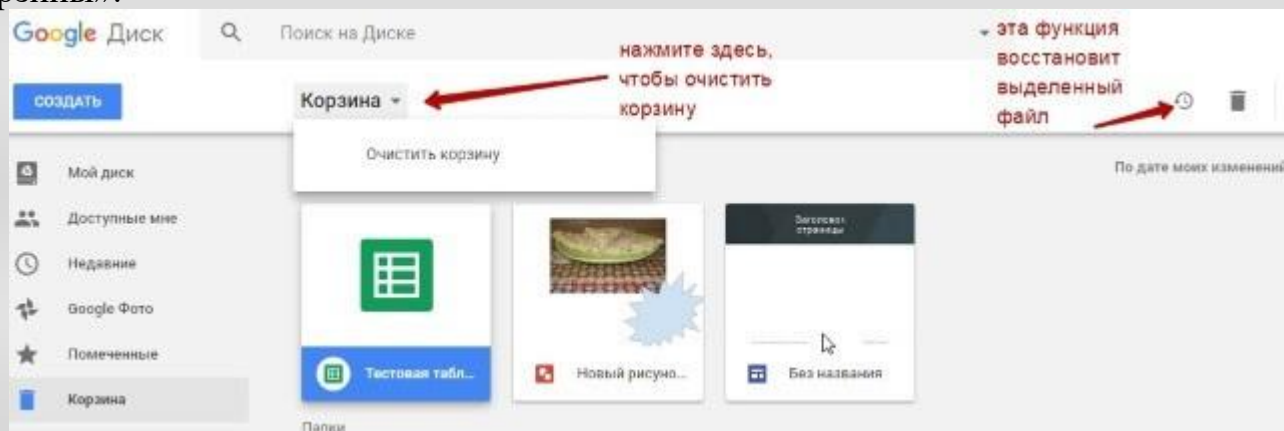 Google Диск
Поиск на Диске
нажмите здесь,
чтобы очистить
корзину
эта функция
восстановит
выделенный
файл
СОЗДАТЬ
Корзина
Очистить корзину
По дате моих изменений
Мой диск
Доступные мне
Недавние
Google Фото
Помеченные
Корзина
Заголовок
страницы
Тестовая табл...
Новый рисуно...
Без названия
Папки